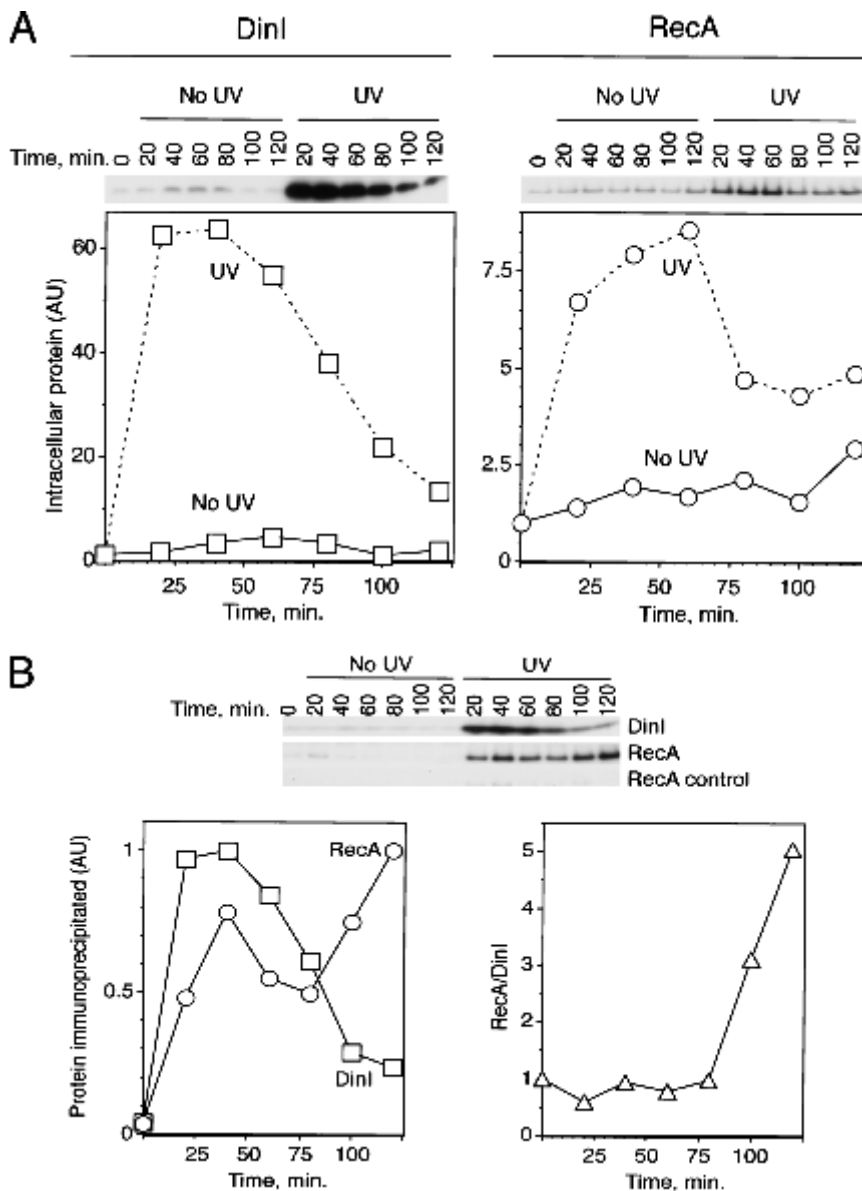 A
DinI
RecA
No UV UV
No UV UV
Time, min. 0 20 40 60 80 100 120 20 40 60 80 100 120
0 20 40 60 80 100 120 20 40 60 80 100 120
Intracellular protein (AU)
60
40
20
0
UV
No UV
25 50 75 100
Time, min.
7.5
5
2.5
0
UV
No UV
25 50 75 100
Time, min.
B
No UV UV
Time, min. 0 20 40 60 80 100 120 20 40 60 80 100 120
DinI
RecA
RecA control
Protein immunoprecipitated (AU)
1
0.5
0
RecA
DinI
25 50 75 100
Time, min.
RecA/DinI
5
4
3
2
1
0
25 50 75 100
Time, min.